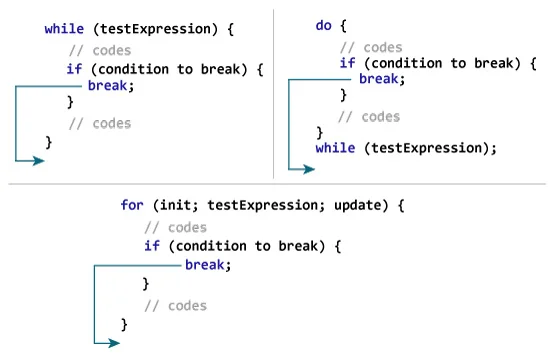 while (testExpression) {
// codes
if (condition to break) {
break;
}
// codes
}
do {
// codes
if (condition to break) {
break;
}
// codes
}
while (testExpression);
for (init; testExpression; update) {
// codes
if (condition to break) {
break;
}
// codes
}